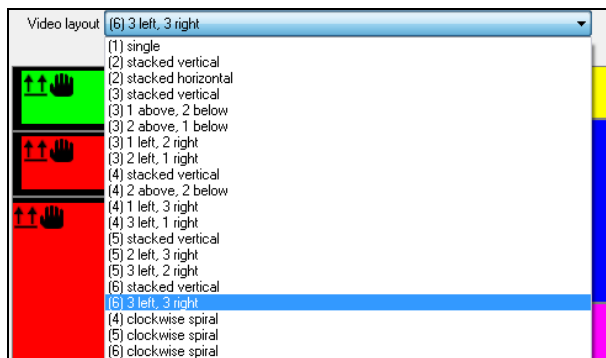 Video layout (6) 3 left, 3 right
(1) single
(2) stacked vertical
(2) stacked horizontal
(3) stacked vertical
(3) 1 above, 2 below
(3) 2 above, 1 below
(3) 1 left, 2 right
(3) 2 left, 1 right
(4) stacked vertical
(4) 2 above, 2 below
(4) 1 left, 3 right
(4) 3 left, 1 right
(5) stacked vertical
(5) 2 left, 3 right
(5) 3 left, 2 right
(6) stacked vertical
(6) 3 left, 3 right
(4) clockwise spiral
(5) clockwise spiral
(6) clockwise spiral